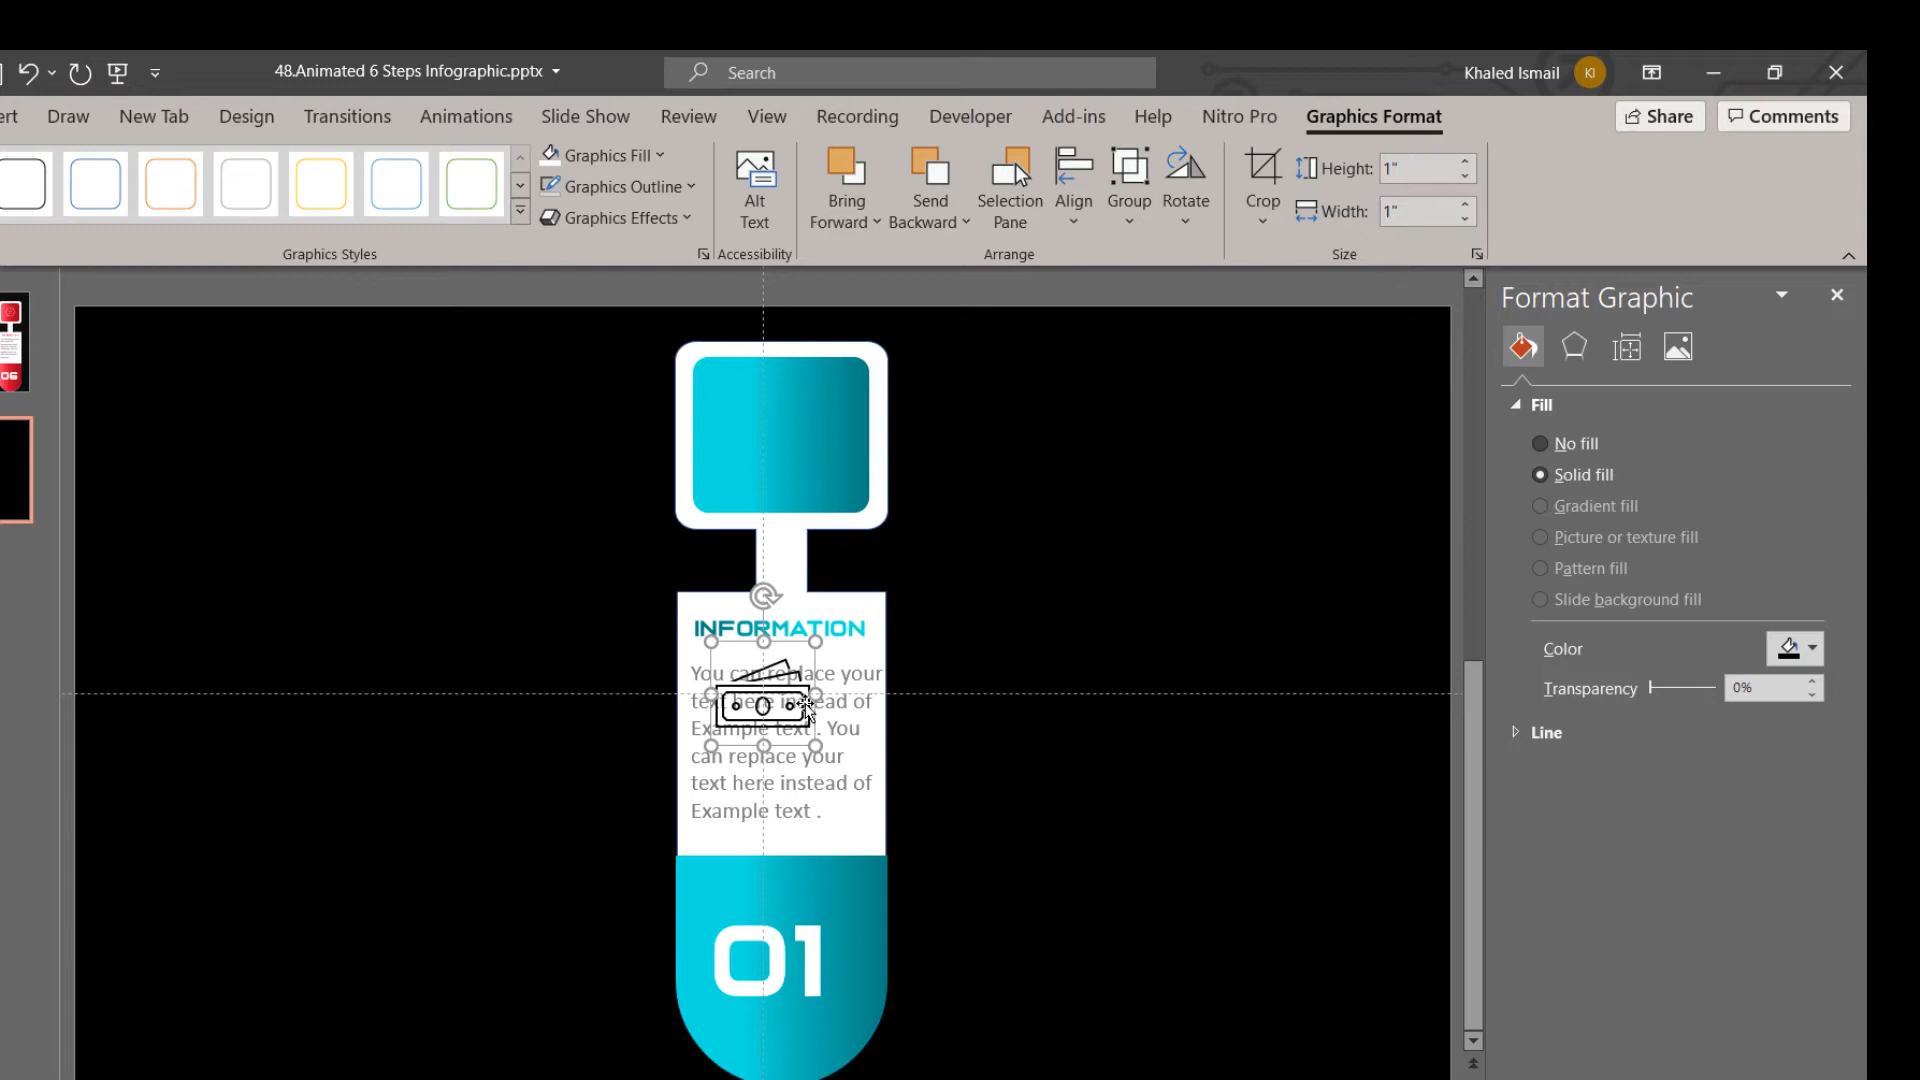 48.Animated 6 Steps Infographic.pptx
Search
Khaled Ismail
KI
Draw
New Tab
Design
Transitions
Animations
Slide Show
Review
View
Recording
Developer
Add-ins
Help
Nitro Pro
Graphics Format
Share
Comments
Graphics Fill
Graphics Outline
Graphics Effects
Graphics Styles
Alt
Text
Accessibility
Bring
Forward
Send
Backward
Selection
Pane
Align
Group
Rotate
Arrange
Crop
Height:
1"
Width:
1"
Size
06
Format Graphic
Fill
No fill
Solid fill
Gradient fill
Picture or texture fill
Pattern fill
Slide background fill
Color
Transparency
0%
Line
INFORMATION
You can replace your
text here instead of
Example text . You
can replace your
text here instead of
Example text .
01